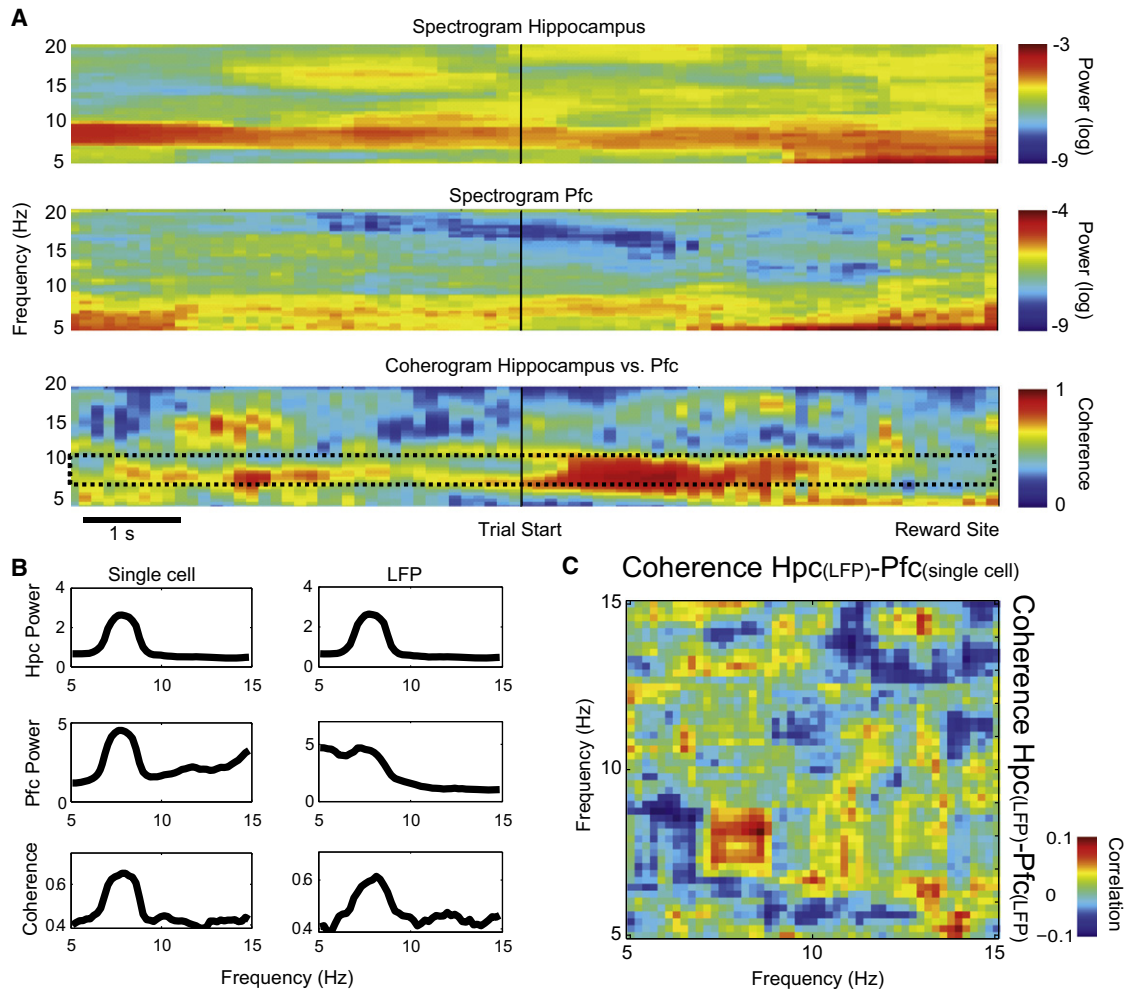 A
Spectrogram Hippocampus
20
15
10
5
-3
-9
Power (log)
Spectrogram Pfc
20
15
10
5
-4
-9
Power (log)
Frequency (Hz)
Coherogram Hippocampus vs. Pfc
20
15
10
5
1
0
Coherence
1 s
Trial Start
Reward Site
B
Single cell
LFP
Hpc Power
4
2
0
5 10 15
4
2
0
5 10 15
Pfc Power
5
0
5 10 15
5
0
5 10 15
Coherence
0.6
0.4
5 10 15
0.6
0.4
5 10 15
Frequency (Hz)
C
Coherence Hpc(LFP)-Pfc(single cell)
Coherence Hpc(LFP)-Pfc(LFP)
15
10
5
Frequency (Hz)
5 10 15
Frequency (Hz)
0.1
0
−0.1
Correlation